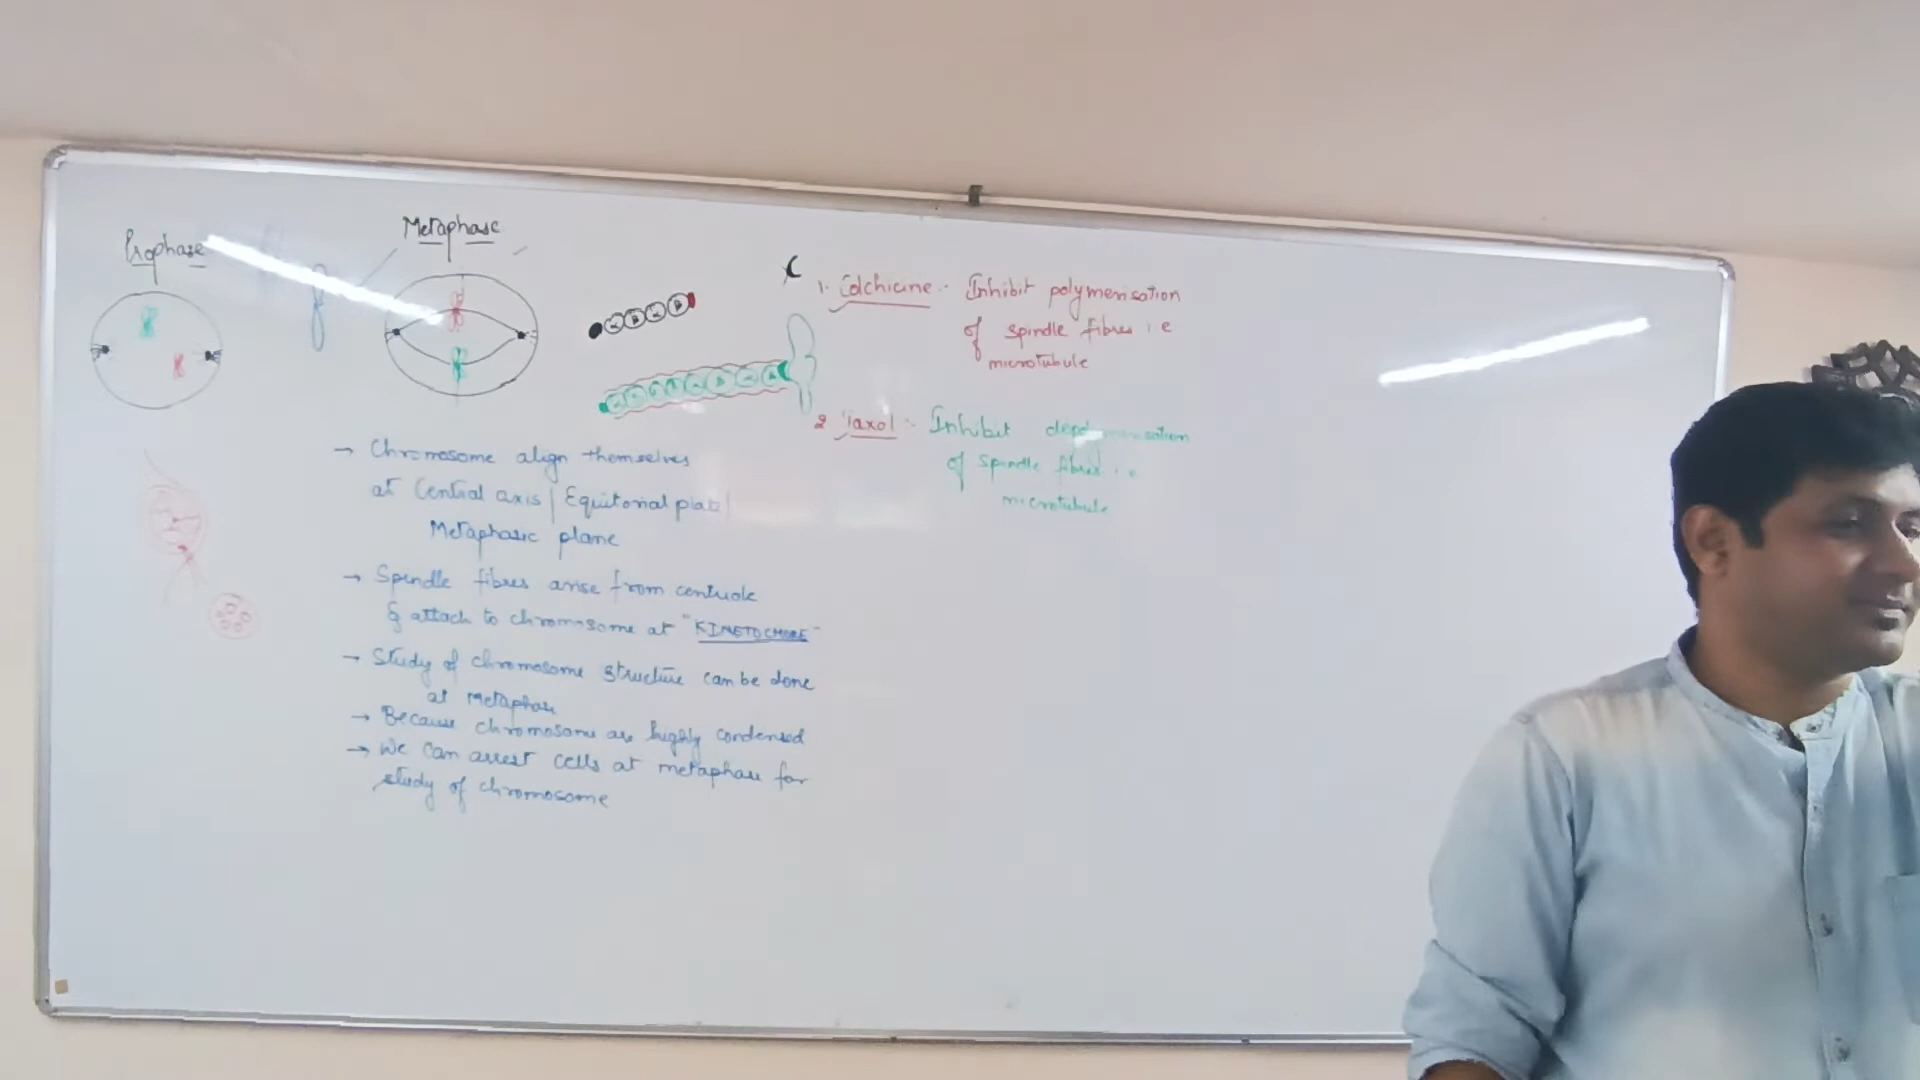 Prophase
Metaphase
1. Colchicine :- Inhibit polymerisation
of spindle fibres i.e
microtubule
2 Taxol :- Inhibit
of spindle fibres i.e
microtubule
→ Chromosome align themselves
at Central axis | Equitorial plate |
Metaphasic plane
→ Spindle fibres arise from centriole
& attach to chromosome at "KINETOCHORE"
→ Study of chromosome structure can be done
at Metaphase
→ Because chromosome are highly condensed
→ We can arrest cells at metaphase for
study of chromosome